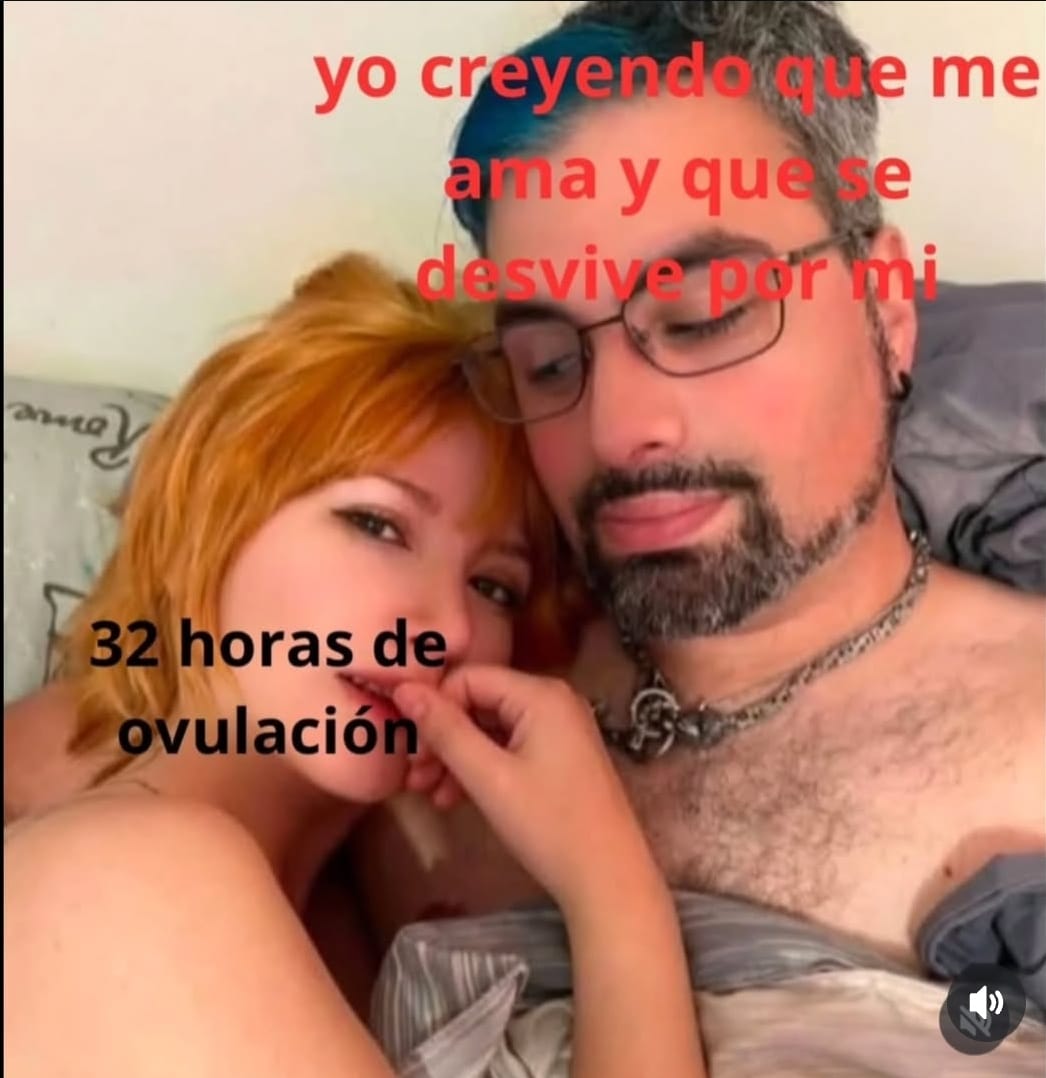 yo creyendo que me
ama y que se
desvive por mi
32 horas de
ovulación